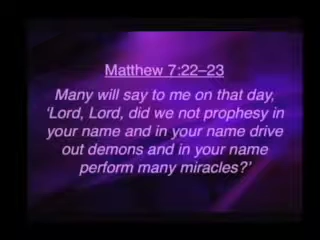 Matthew 7:22–23
Many will say to me on that day,
‘Lord, Lord, did we not prophesy in
your name and in your name drive
out demons and in your name
perform many miracles?’